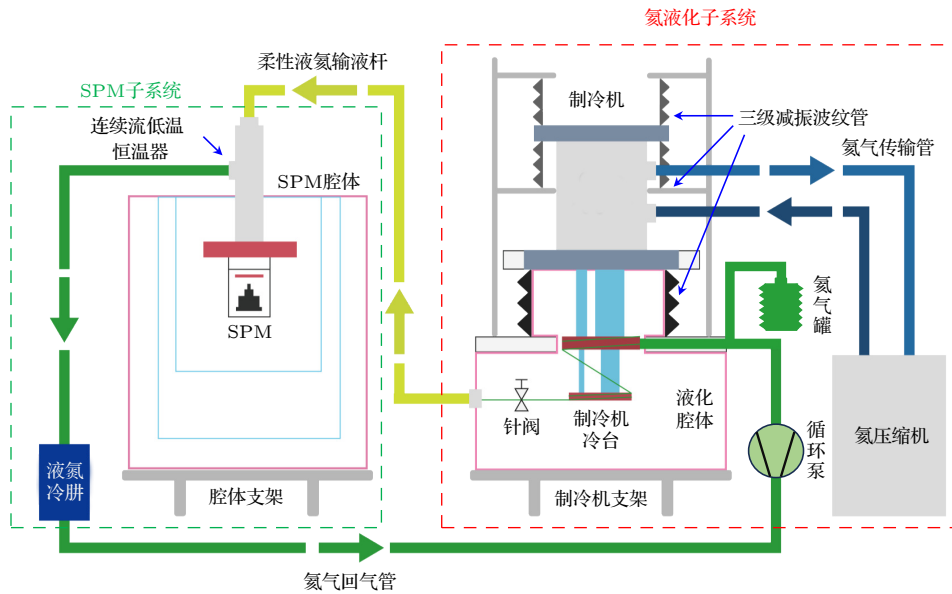 氦液化子系统
SPM子系统
柔性液氦输液杆
连续流低温
恒温器
SPM腔体
SPM
腔体支架
液氮
冷阱
氦气回气管
制冷机
三级减振波纹管
氦气传输管
氦
气
罐
针阀
制冷机
冷台
液化
腔体
制冷机支架
循
环
泵
氦压缩机